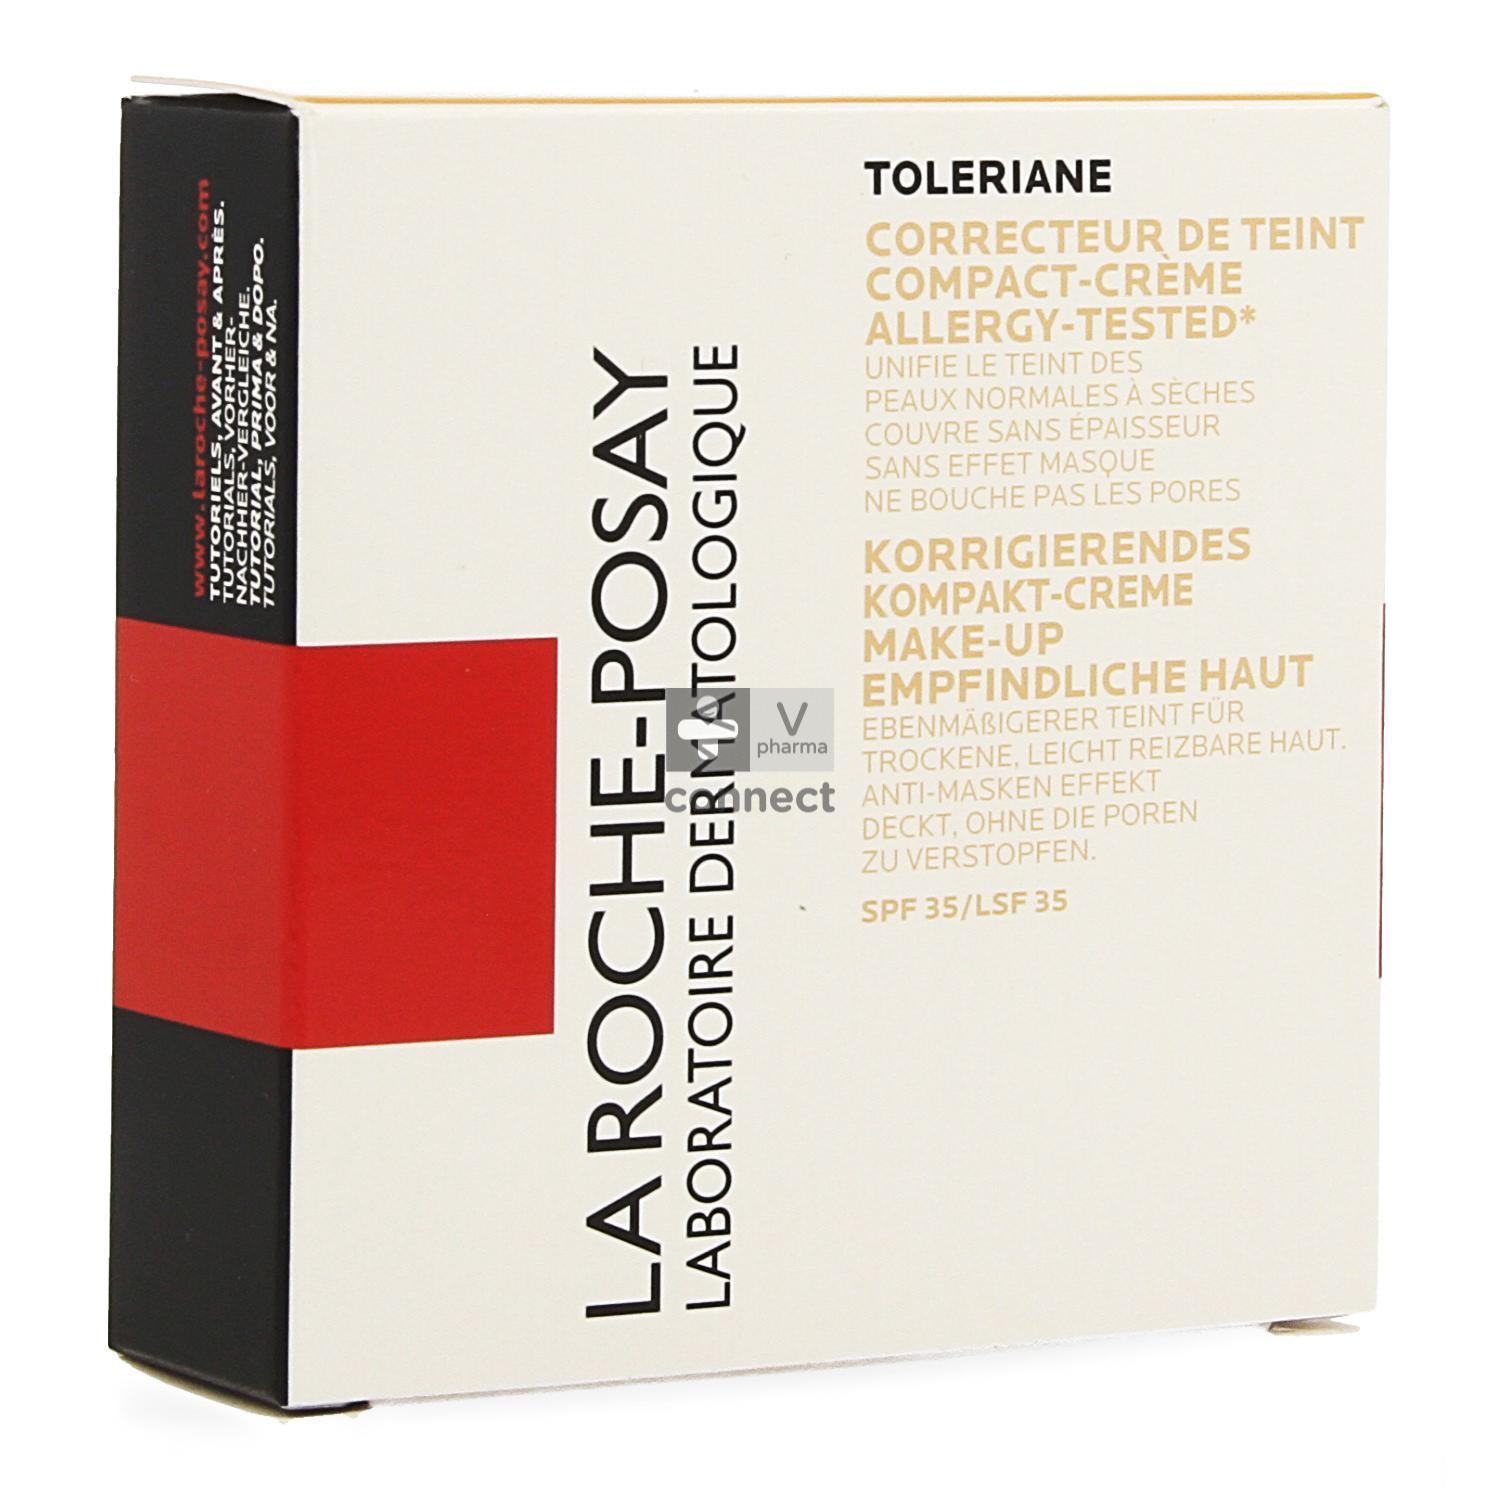 www.laroche-posay.com
TUTORIELS, AVANT & APRÈS.
TUTORIALS, VORHER-
NACHHER-VERGLEICHE.
TUTORIAL, PRIMA & DOPO.
TUTORIALS, VOOR & NA.
LA ROCHE-POSAY
LABORATOIRE DERMATOLOGIQUE
TOLERIANE
CORRECTEUR DE TEINT
COMPACT-CRÈME
ALLERGY-TESTED*
UNIFIE LE TEINT DES
PEAUX NORMALES À SÈCHES
COUVRE SANS ÉPAISSEUR
SANS EFFET MASQUE
NE BOUCHE PAS LES PORES
KORRIGIERENDES
KOMPAKT-CREME
MAKE-UP
EMPFINDLICHE HAUT
EBENMÄßIGERER TEINT FÜR
TROCKENE, LEICHT REIZBARE HAUT.
ANTI-MASKEN EFFEKT
DECKT, OHNE DIE POREN
ZU VERSTOPFEN.
SPF 35/LSF 35
A V
pharma
connect